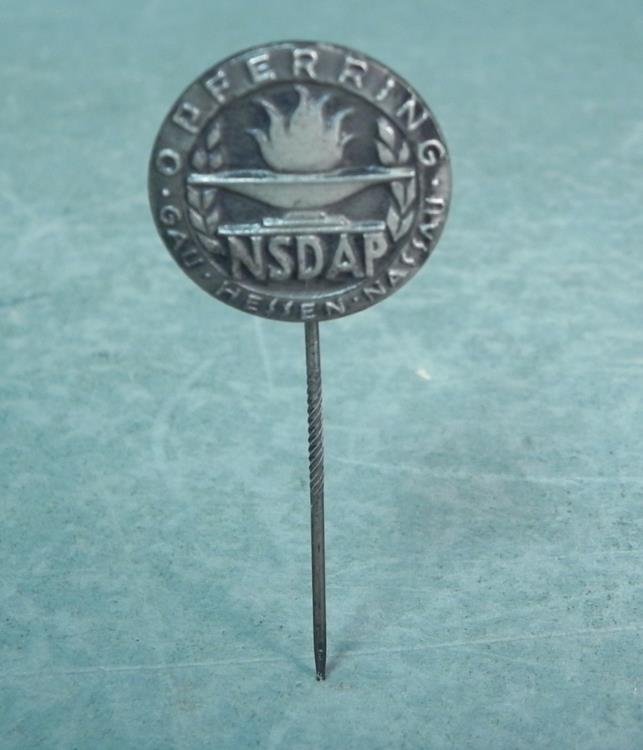 OPFERRING
NSDAP
· GAU · HESSEN · NASSAU ·